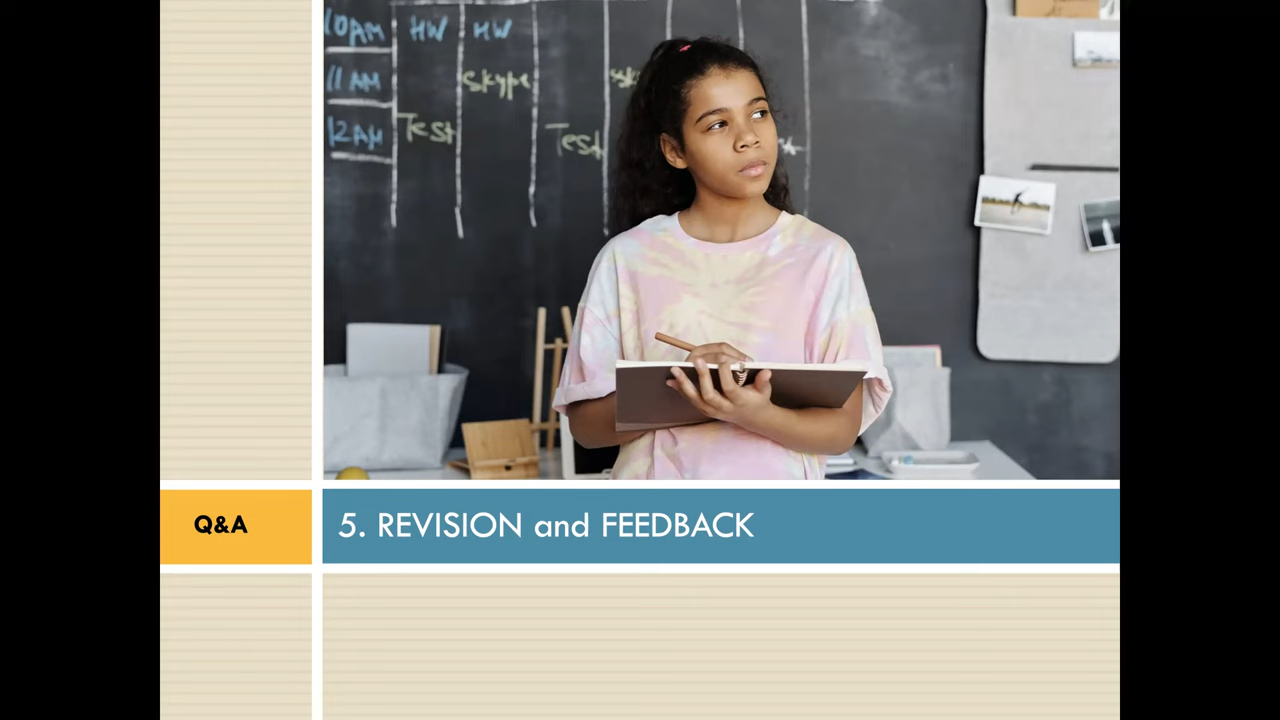 10AM HW HW
11 AM Skype
12AM Test Test
Q&A
5. REVISION and FEEDBACK